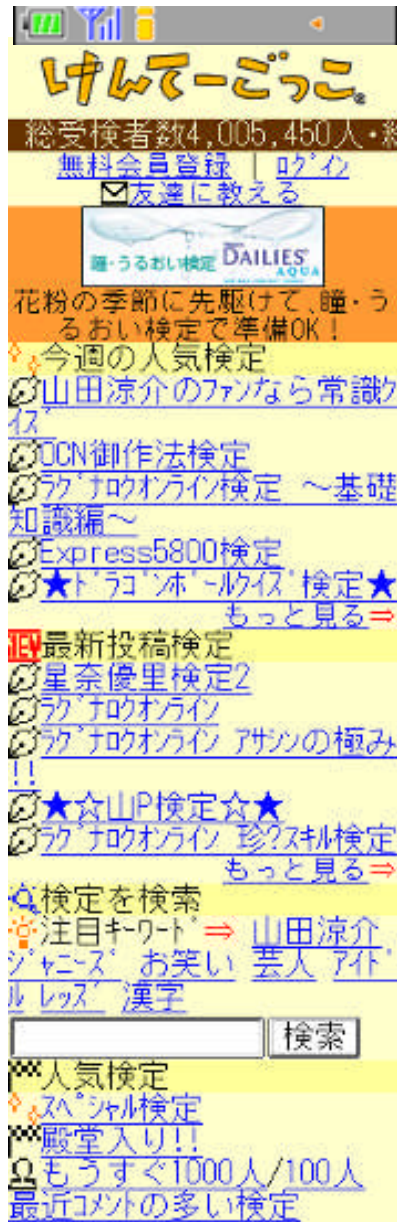 けんてーごっこ®
総受検者数4,005,450人・総
無料会員登録 | ﾛｸﾞｲﾝ
友達に教える
瞳・うるおい検定 DAILIES
AQUA
花粉の季節に先駆けて､瞳・う
るおい検定で準備OK！
今週の人気検定
山田涼介のﾌｧﾝなら常識ｸ
ｲｽﾞ
OCN御作法検定
ﾗｸﾞﾅﾛｸｵﾝﾗｲﾝ検定 ～基礎
知識編～
Express5800検定
★ﾄﾞﾗｺﾞﾝﾎﾞｰﾙｸｲｽﾞ検定★
もっと見る⇒
NEW最新投稿検定
星奈優里検定2
ﾗｸﾞﾅﾛｸｵﾝﾗｲﾝ
ﾗｸﾞﾅﾛｸｵﾝﾗｲﾝ ｱｻｼﾝの極み
!!
★☆山P検定☆★
ﾗｸﾞﾅﾛｸｵﾝﾗｲﾝ 珍?ｽｷﾙ検定
もっと見る⇒
検定を検索
注目ｷｰﾜｰﾄﾞ⇒ 山田涼介
ｼﾞｬﾆｰｽﾞ お笑い 芸人 ｱｲﾄﾞ
ﾙ ﾚｯｽﾞ 漢字
検索
人気検定
ｽﾍﾟｼｬﾙ検定
殿堂入り!!
もうすぐ1000人/100人
最近ｺﾒﾝﾄの多い検定